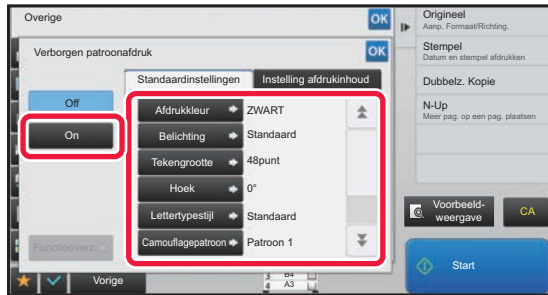 Overige
OK
Verborgen patroonafdruk
OK
Standaardinstellingen
Instelling afdrukinhoud
Off
On
Afdrukkleur
ZWART
Belichting
Standaard
Tekengrootte
48punt
Hoek
0°
Lettertypestijl
Standaard
Camouflagepatroon
Patroon 1
Functieoverz.
Vorige
3 B4
4 A3
Origineel
Aanp. Formaat/Richting.
Stempel
Datum en stempel afdrukken
Dubbelz. Kopie
N-Up
Meer pag. op een pag. plaatsen
Voorbeeld-
weergave
CA
Start